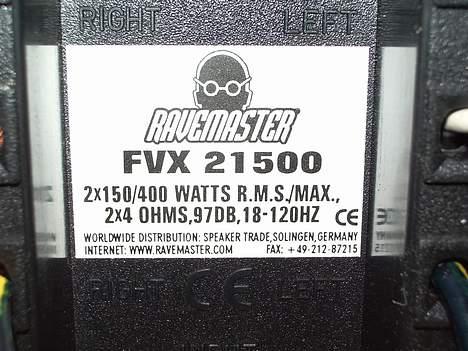 RIGHT LEFT
RAVEMASTER
FVX 21500
2x150/400 WATTS R.M.S./MAX.,
2x4 OHMS,97DB,18-120HZ CE
WORLDWIDE DISTRIBUTION: SPEAKER TRADE,SOLINGEN,GERMANY
INTERNET: WWW.RAVEMASTER.COM FAX: +49-212-87215
RIGHT CE LEFT